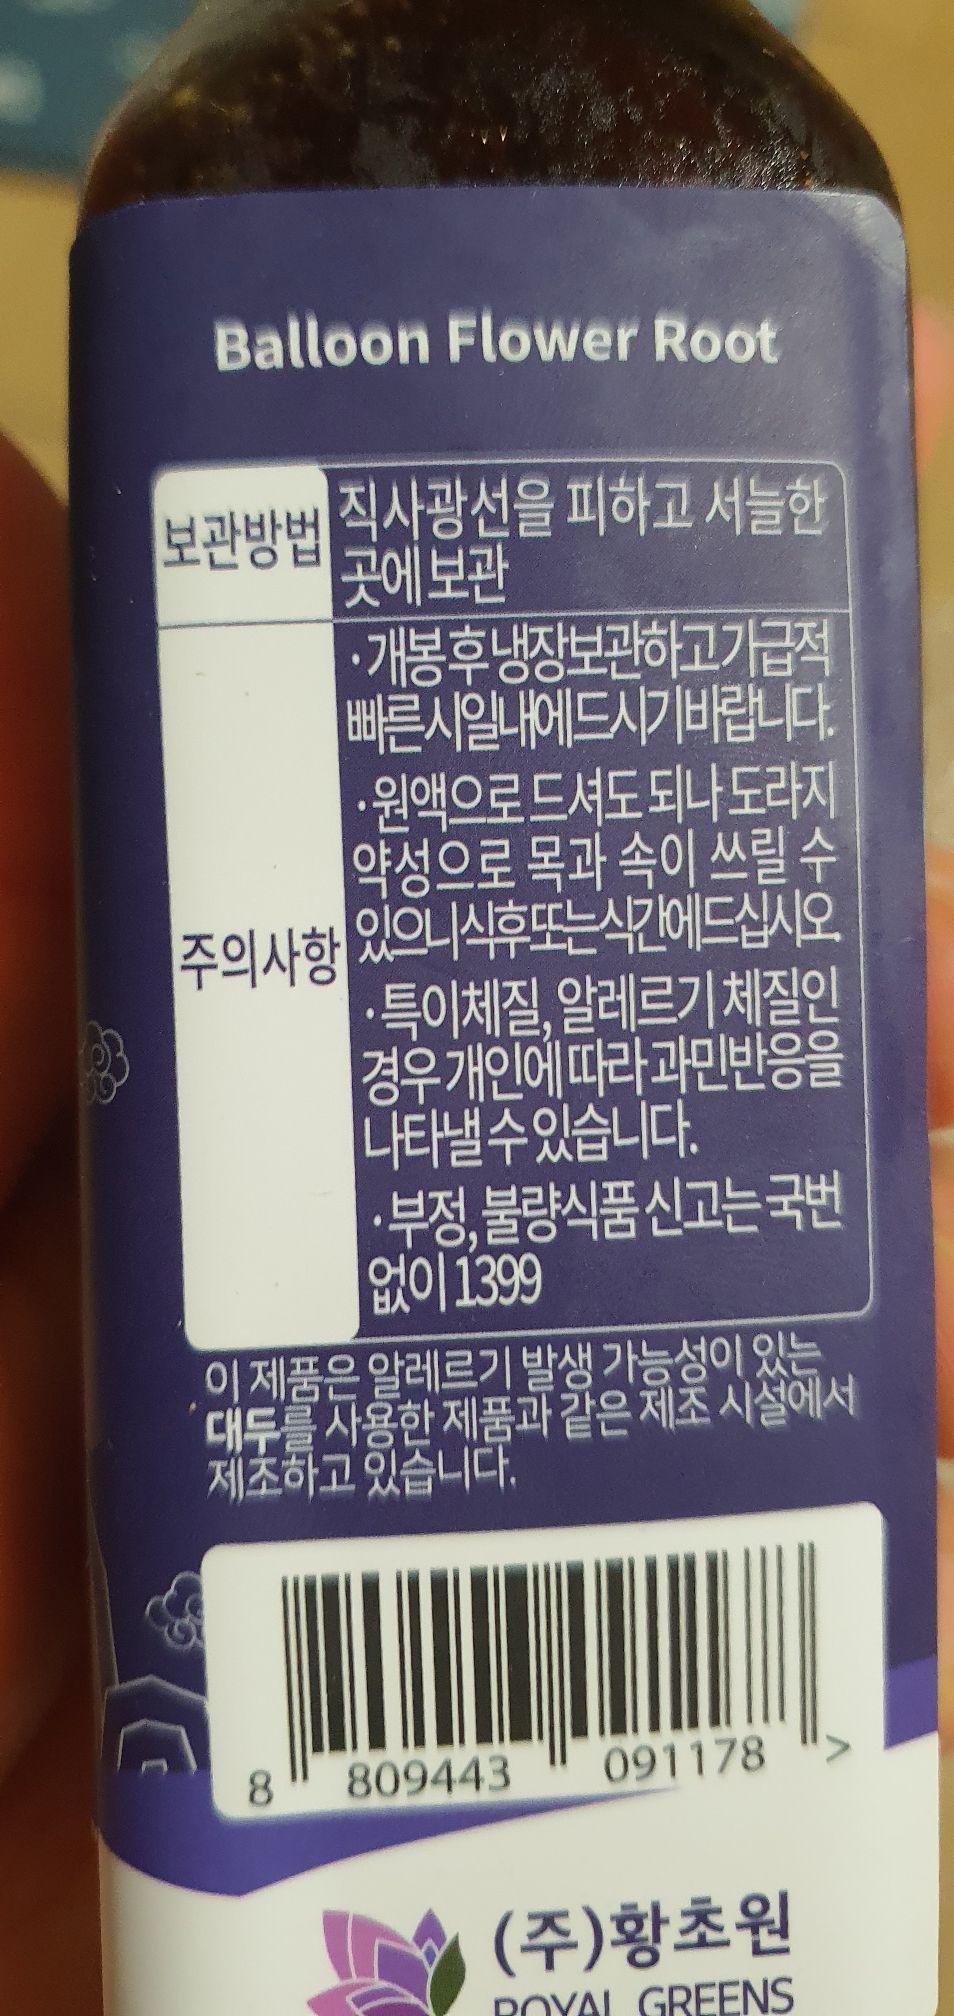 Balloon Flower Root
보관방법
직사광선을 피하고 서늘한
곳에 보관
주의사항
·개봉 후 냉장보관하고 가급적
빠른 시일내에 드시기 바랍니다.
·원액으로 드셔도 되나 도라지
약성으로 목과 속이 쓰릴 수
있으니 식후 또는 식간에 드십시오.
·특이체질, 알레르기 체질인
경우 개인에 따라 과민반응을
나타낼 수 있습니다.
·부정, 불량식품 신고는 국번
없이 1399
이 제품은 알레르기 발생 가능성이 있는
대두를 사용한 제품과 같은 제조 시설에서
제조하고 있습니다.
8 809443 091178 >
(주)황초원
ROYAL GREENS